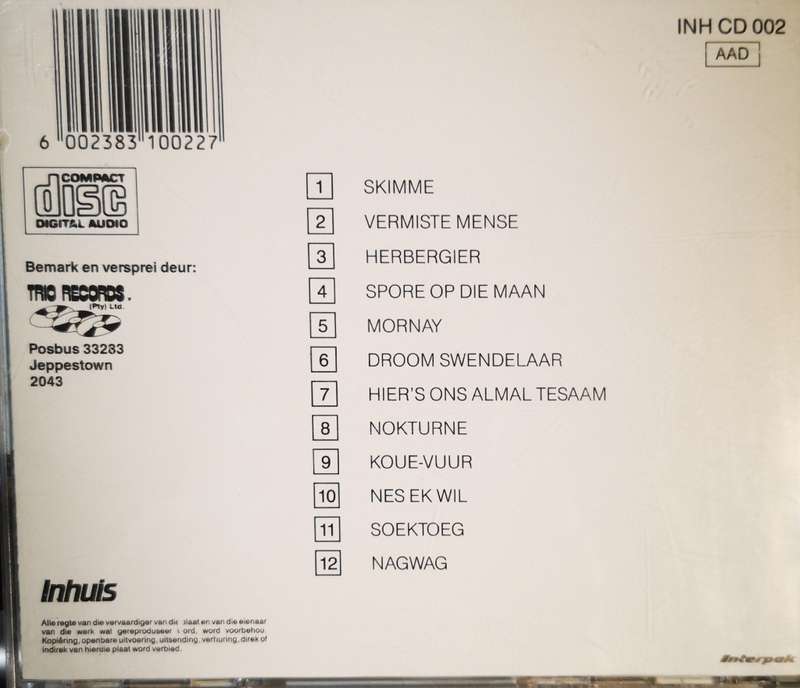 INH CD 002
AAD
6 002383 100227
COMPACT
disc
DIGITAL AUDIO
Bemark en versprei deur:
TRIO RECORDS.
(Pty) Ltd.
Posbus 33283
Jeppestown
2043
1 SKIMME
2 VERMISTE MENSE
3 HERBERGIER
4 SPORE OP DIE MAAN
5 MORNAY
6 DROOM SWENDELAAR
7 HIER'S ONS ALMAL TESAAM
8 NOKTURNE
9 KOUE-VUUR
10 NES EK WIL
11 SOEKTOEG
12 NAGWAG
Inhuis
Alle regte van die vervaardiger van die plaat en van die eienaar
van die werk wat gereproduseer word, word voorbehou.
Kopiëring, openbare uitvoering, uitsending, verhuring, direk of
indirek van hierdie plaat word verbied.
Interpak